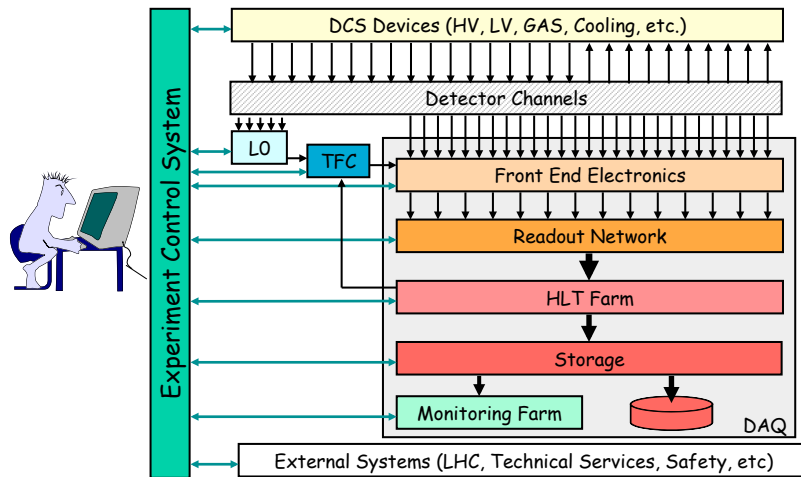 DCS Devices (HV, LV, GAS, Cooling, etc.)
Detector Channels
L0
TFC
Front End Electronics
Readout Network
HLT Farm
Storage
Monitoring Farm
DAQ
External Systems (LHC, Technical Services, Safety, etc)
Experiment Control System